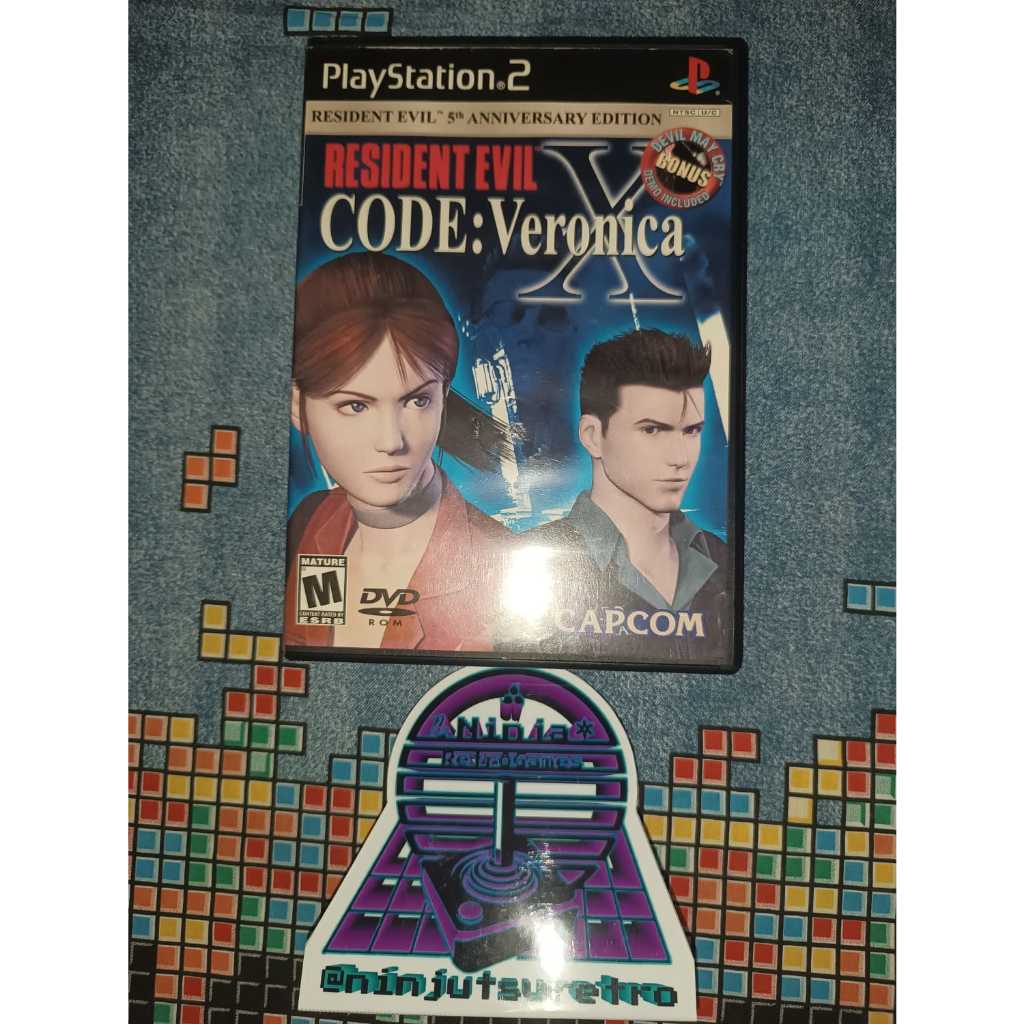 PlayStation®2
NTSC U/C
RESIDENT EVIL™ 5th ANNIVERSARY EDITION
DEVIL MAY CRY™
BONUS
DEMO INCLUDED
RESIDENT EVIL
CODE: Veronica
X
MATURE
M
CONTENT RATED BY
ESRB
DVD
ROM
CAPCOM
Ninja
RetroGames
@ninjutsuretro